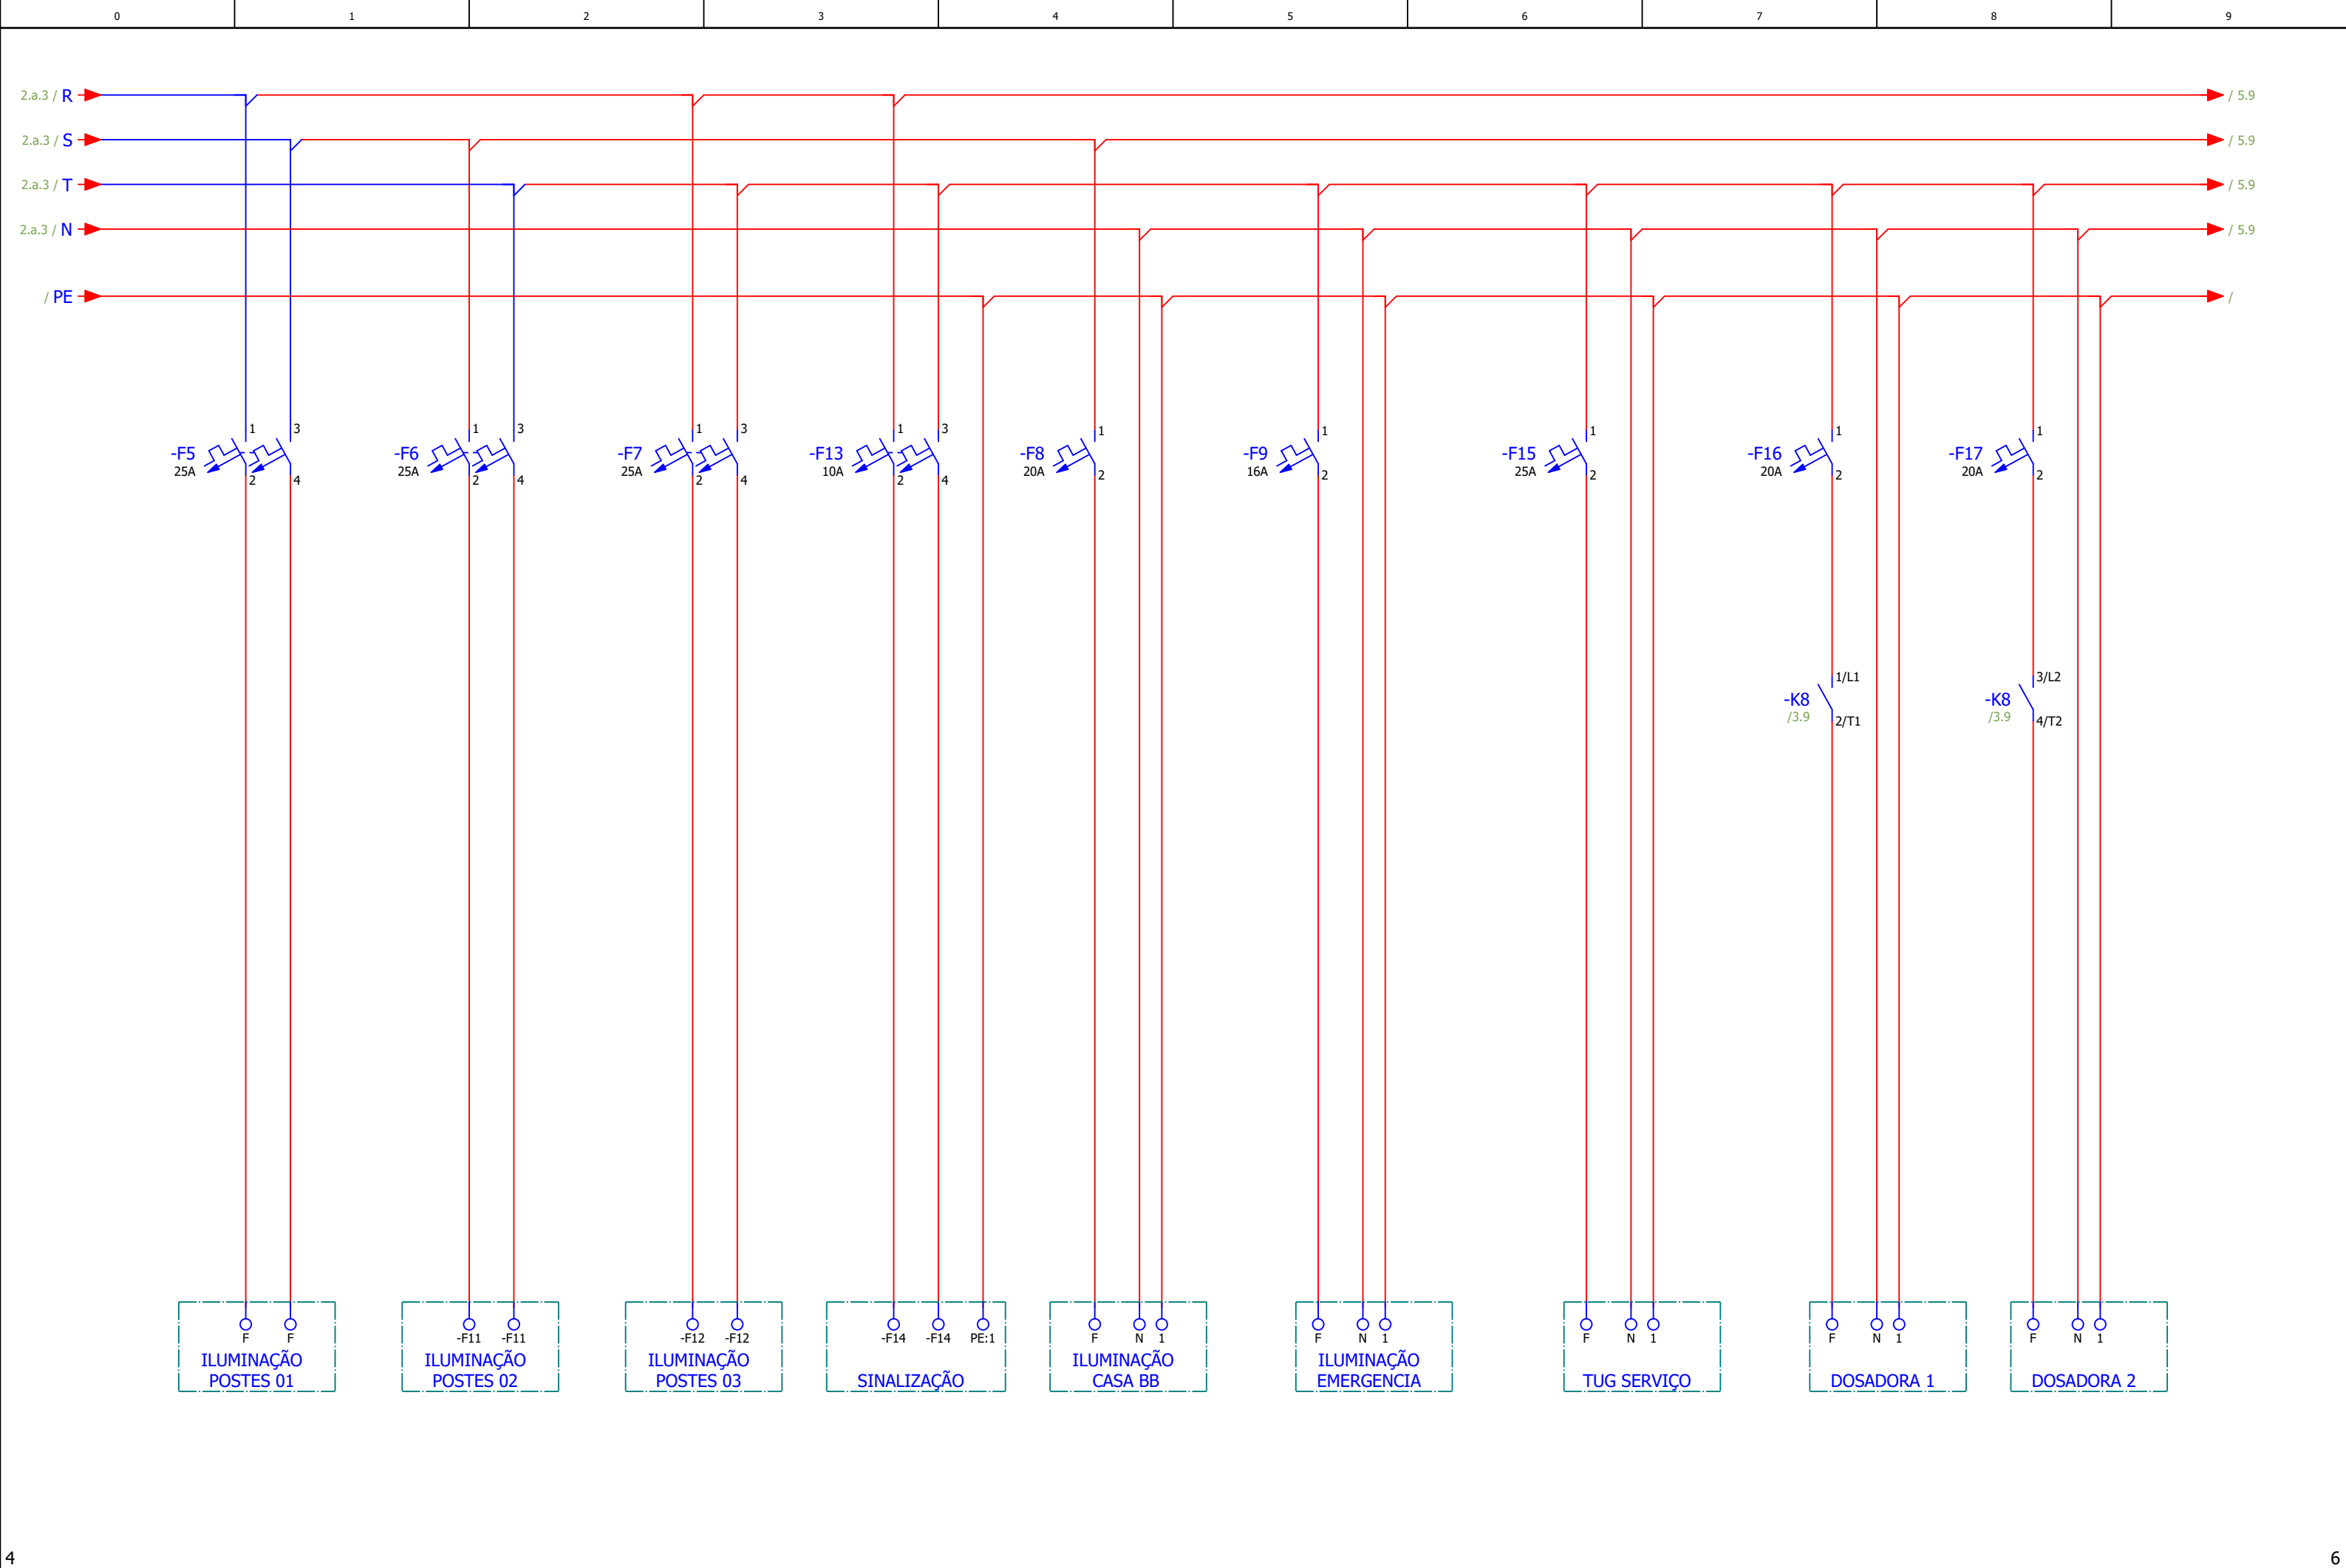 0 1 2 3 4 5 6 7 8 9
2.a.3 / R / 5.9
2.a.3 / S / 5.9
2.a.3 / T / 5.9
2.a.3 / N / 5.9
/ PE /
1 3 1 3 1 3 1 3 1 1 1 1 1
-F5 -F6 -F7 -F13 -F8 -F9 -F15 -F16 -F17
25A 25A 25A 10A 20A 16A 25A 20A 20A
2 4 2 4 2 4 2 4 2 2 2 2 2
1/L1 3/L2
-K8 -K8
/3.9 /3.9
2/T1 4/T2
F F -F11 -F11 -F12 -F12 -F14 -F14 PE:1 F N 1 F N 1 F N 1 F N 1 F N 1
ILUMINAÇÃO ILUMINAÇÃO ILUMINAÇÃO ILUMINAÇÃO ILUMINAÇÃO
POSTES 01 POSTES 02 POSTES 03 SINALIZAÇÃO CASA BB EMERGENCIA TUG SERVIÇO DOSADORA 1 DOSADORA 2
4 6